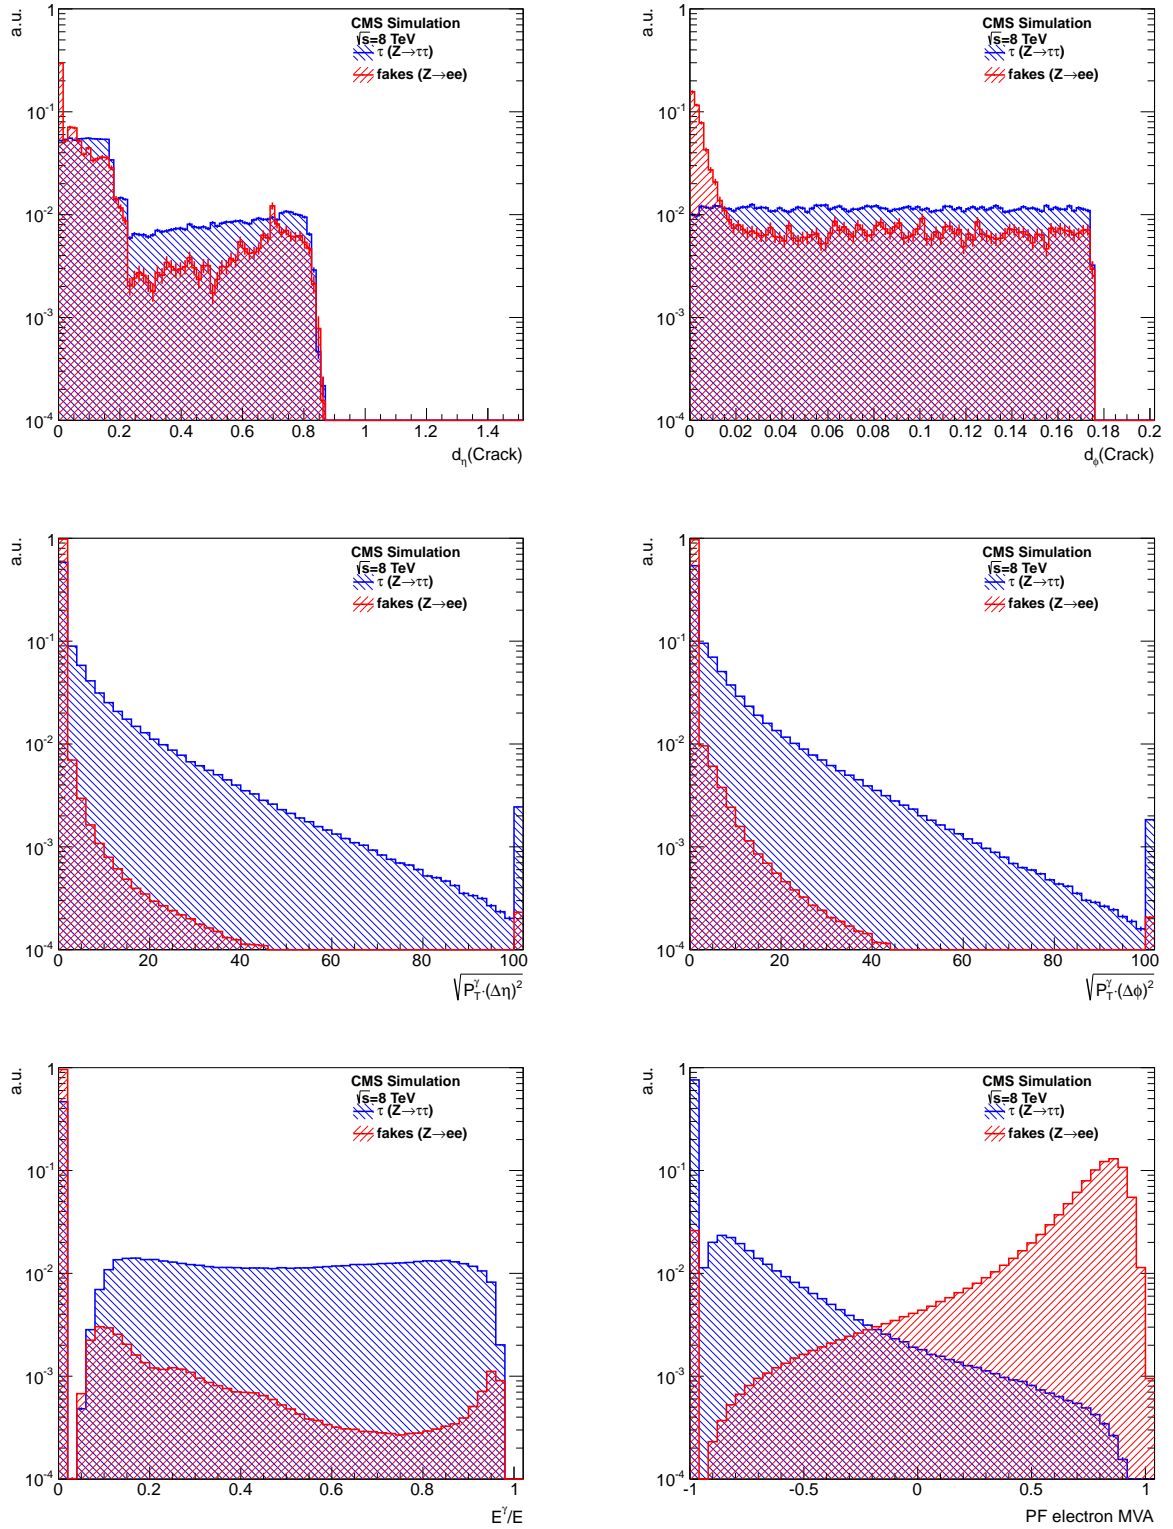 a.u.
1
10^-1
10^-2
10^-3
10^-4
CMS Simulation
√s=8 TeV
τ (Z→ττ)
fakes (Z→ee)
0 0.2 0.4 0.6 0.8 1 1.2 1.4
d_η(Crack)
a.u.
1
10^-1
10^-2
10^-3
10^-4
CMS Simulation
√s=8 TeV
τ (Z→ττ)
fakes (Z→ee)
0 0.02 0.04 0.06 0.08 0.1 0.12 0.14 0.16 0.18 0.2
d_φ(Crack)
a.u.
1
10^-1
10^-2
10^-3
10^-4
CMS Simulation
√s=8 TeV
τ (Z→ττ)
fakes (Z→ee)
0 20 40 60 80 100
√P_T^γ·(Δη)^2
a.u.
1
10^-1
10^-2
10^-3
10^-4
CMS Simulation
√s=8 TeV
τ (Z→ττ)
fakes (Z→ee)
0 20 40 60 80 100
√P_T^γ·(Δφ)^2
a.u.
1
10^-1
10^-2
10^-3
10^-4
CMS Simulation
√s=8 TeV
τ (Z→ττ)
fakes (Z→ee)
0 0.2 0.4 0.6 0.8 1
E^γ/E
a.u.
1
10^-1
10^-2
10^-3
10^-4
CMS Simulation
√s=8 TeV
τ (Z→ττ)
fakes (Z→ee)
-1 -0.5 0 0.5 1
PF electron MVA